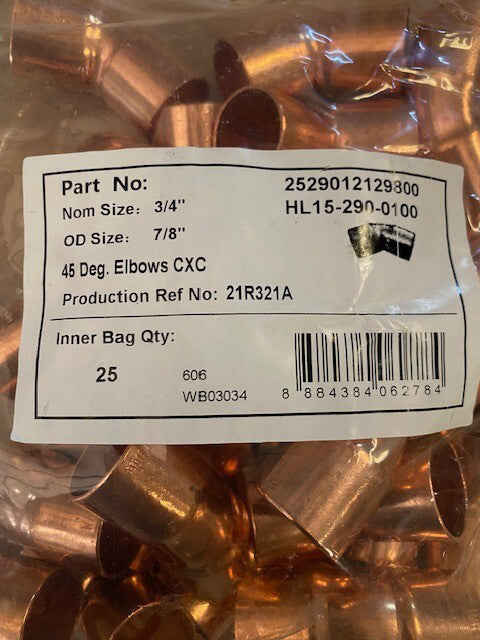 Part No: 2529012129800
Nom Size: 3/4" HL15-290-0100
OD Size: 7/8"
45 Deg. Elbows CXC
Production Ref No: 21R321A
Inner Bag Qty:
25 606
WB03034
8 884384 062784